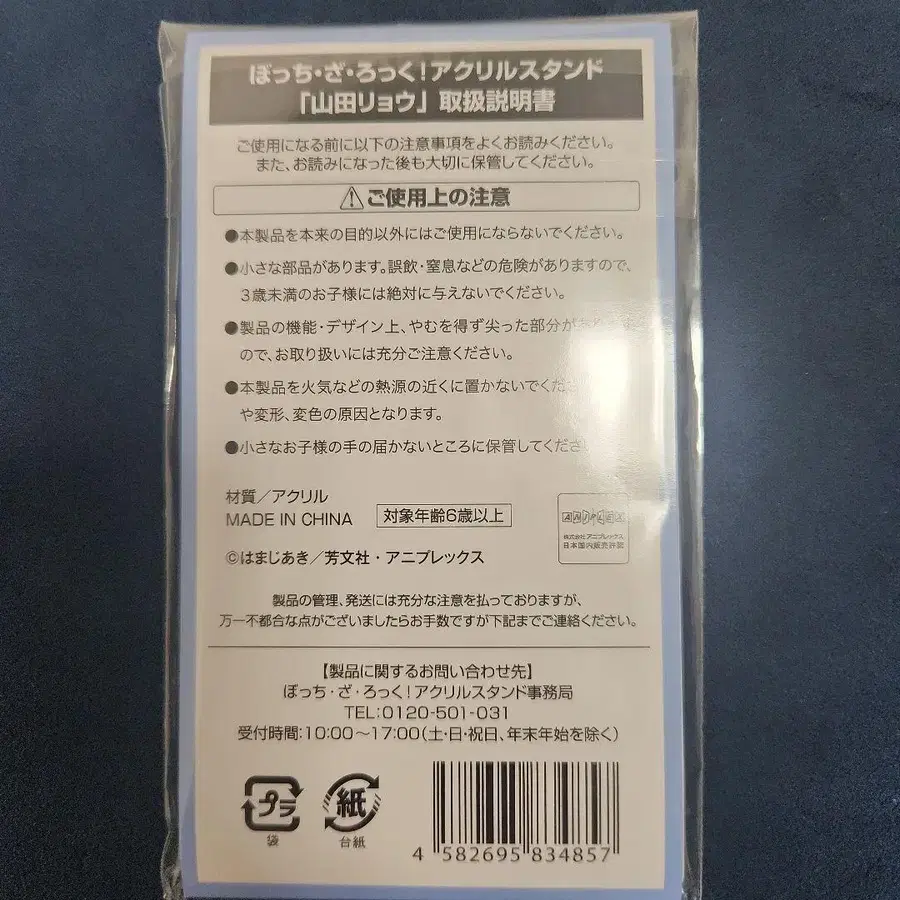 ぼっち・ざ・ろっく！アクリルスタンド
「山田リョウ」取扱説明書
ご使用になる前に以下の注意事項をよくお読みください。
また、お読みになった後も大切に保管してください。
ご使用上の注意
●本製品を本来の目的以外にはご使用にならないでください。
●小さな部品があります。誤飲・窒息などの危険がありますので、
３歳未満のお子様には絶対に与えないでください。
●製品の機能・デザイン上、やむを得ず尖った部分が
ので、お取り扱いには充分ご注意ください。
●本製品を火気などの熱源の近くに置かないでくだ
や変形、変色の原因となります。
●小さなお子様の手の届かないところに保管してくださ
材質／アクリル
MADE IN CHINA
対象年齢6歳以上
©はまじあき／芳文社・アニプレックス
株式会社アニプレックス
日本国内販売許諾
製品の管理、発送には充分な注意を払っておりますが、
万一不都合な点がございましたらお手数ですが下記までご連絡ください。
【製品に関するお問い合わせ先】
ぼっち・ざ・ろっく！アクリルスタンド事務局
TEL：0120-501-031
受付時間：10:00〜17:00（土・日・祝日、年末年始を除く）
プラ
袋
紙
台紙
4 582695 834857